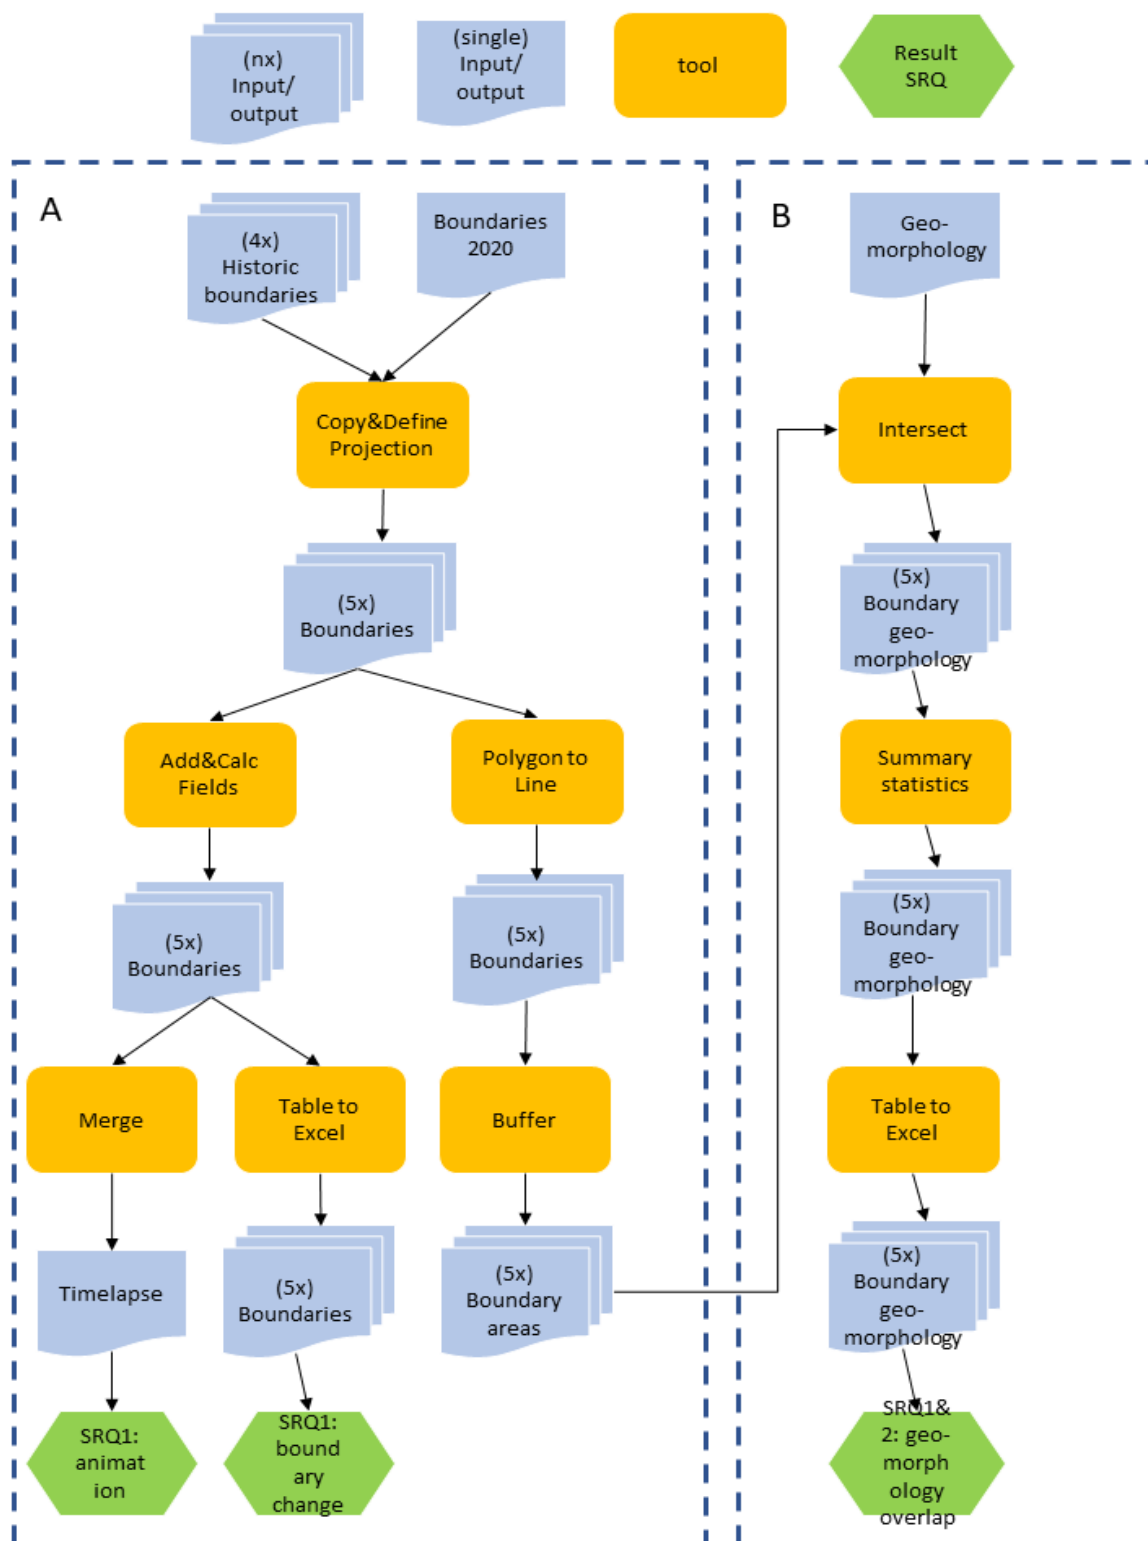 (nx)
Input/
output
(single)
Input/
output
tool
Result
SRQ
A
(4x)
Historic
boundaries
Boundaries
2020
Copy&Define
Projection
(5x)
Boundaries
Add&Calc
Fields
Polygon to
Line
(5x)
Boundaries
(5x)
Boundaries
Merge
Table to
Excel
Buffer
Timelapse
(5x)
Boundaries
(5x)
Boundary
areas
SRQ1:
animat
ion
SRQ1:
bound
ary
change
B
Geo-
morphology
Intersect
(5x)
Boundary
geo-
morphology
Summary
statistics
(5x)
Boundary
geo-
morphology
Table to
Excel
(5x)
Boundary
geo-
morphology
SRQ1&
2: geo-
morph
ology
overlap